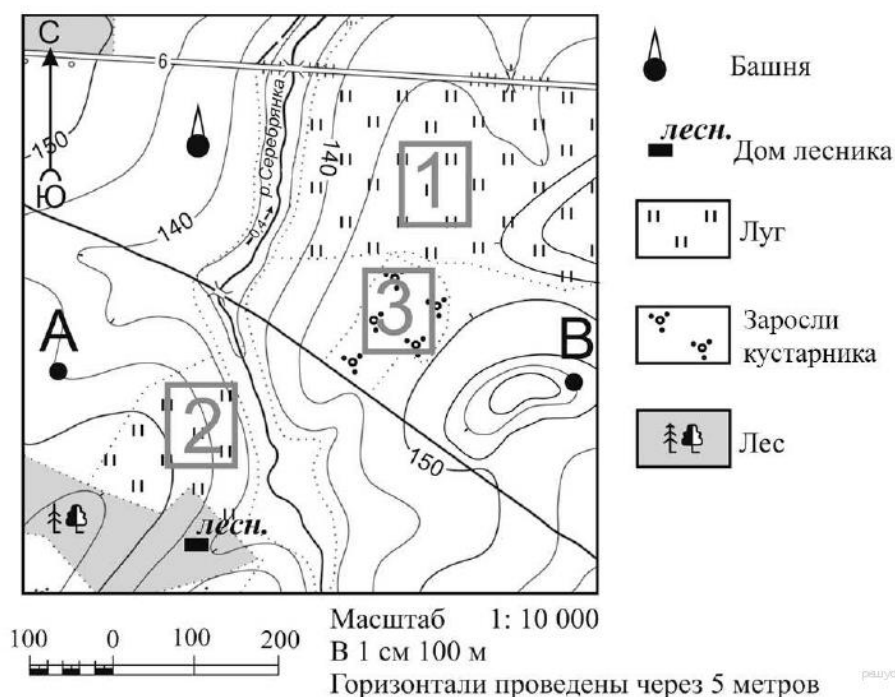 С
6
150
Ю
140
р. Серебрянка
0,4
140
1
А
3
В
2
150
лесн.
Башня
лесн.
Дом лесника
Луг
Заросли
кустарника
Лес
100 0 100 200
Масштаб 1: 10 000
В 1 см 100 м
Горизонтали проведены через 5 метров